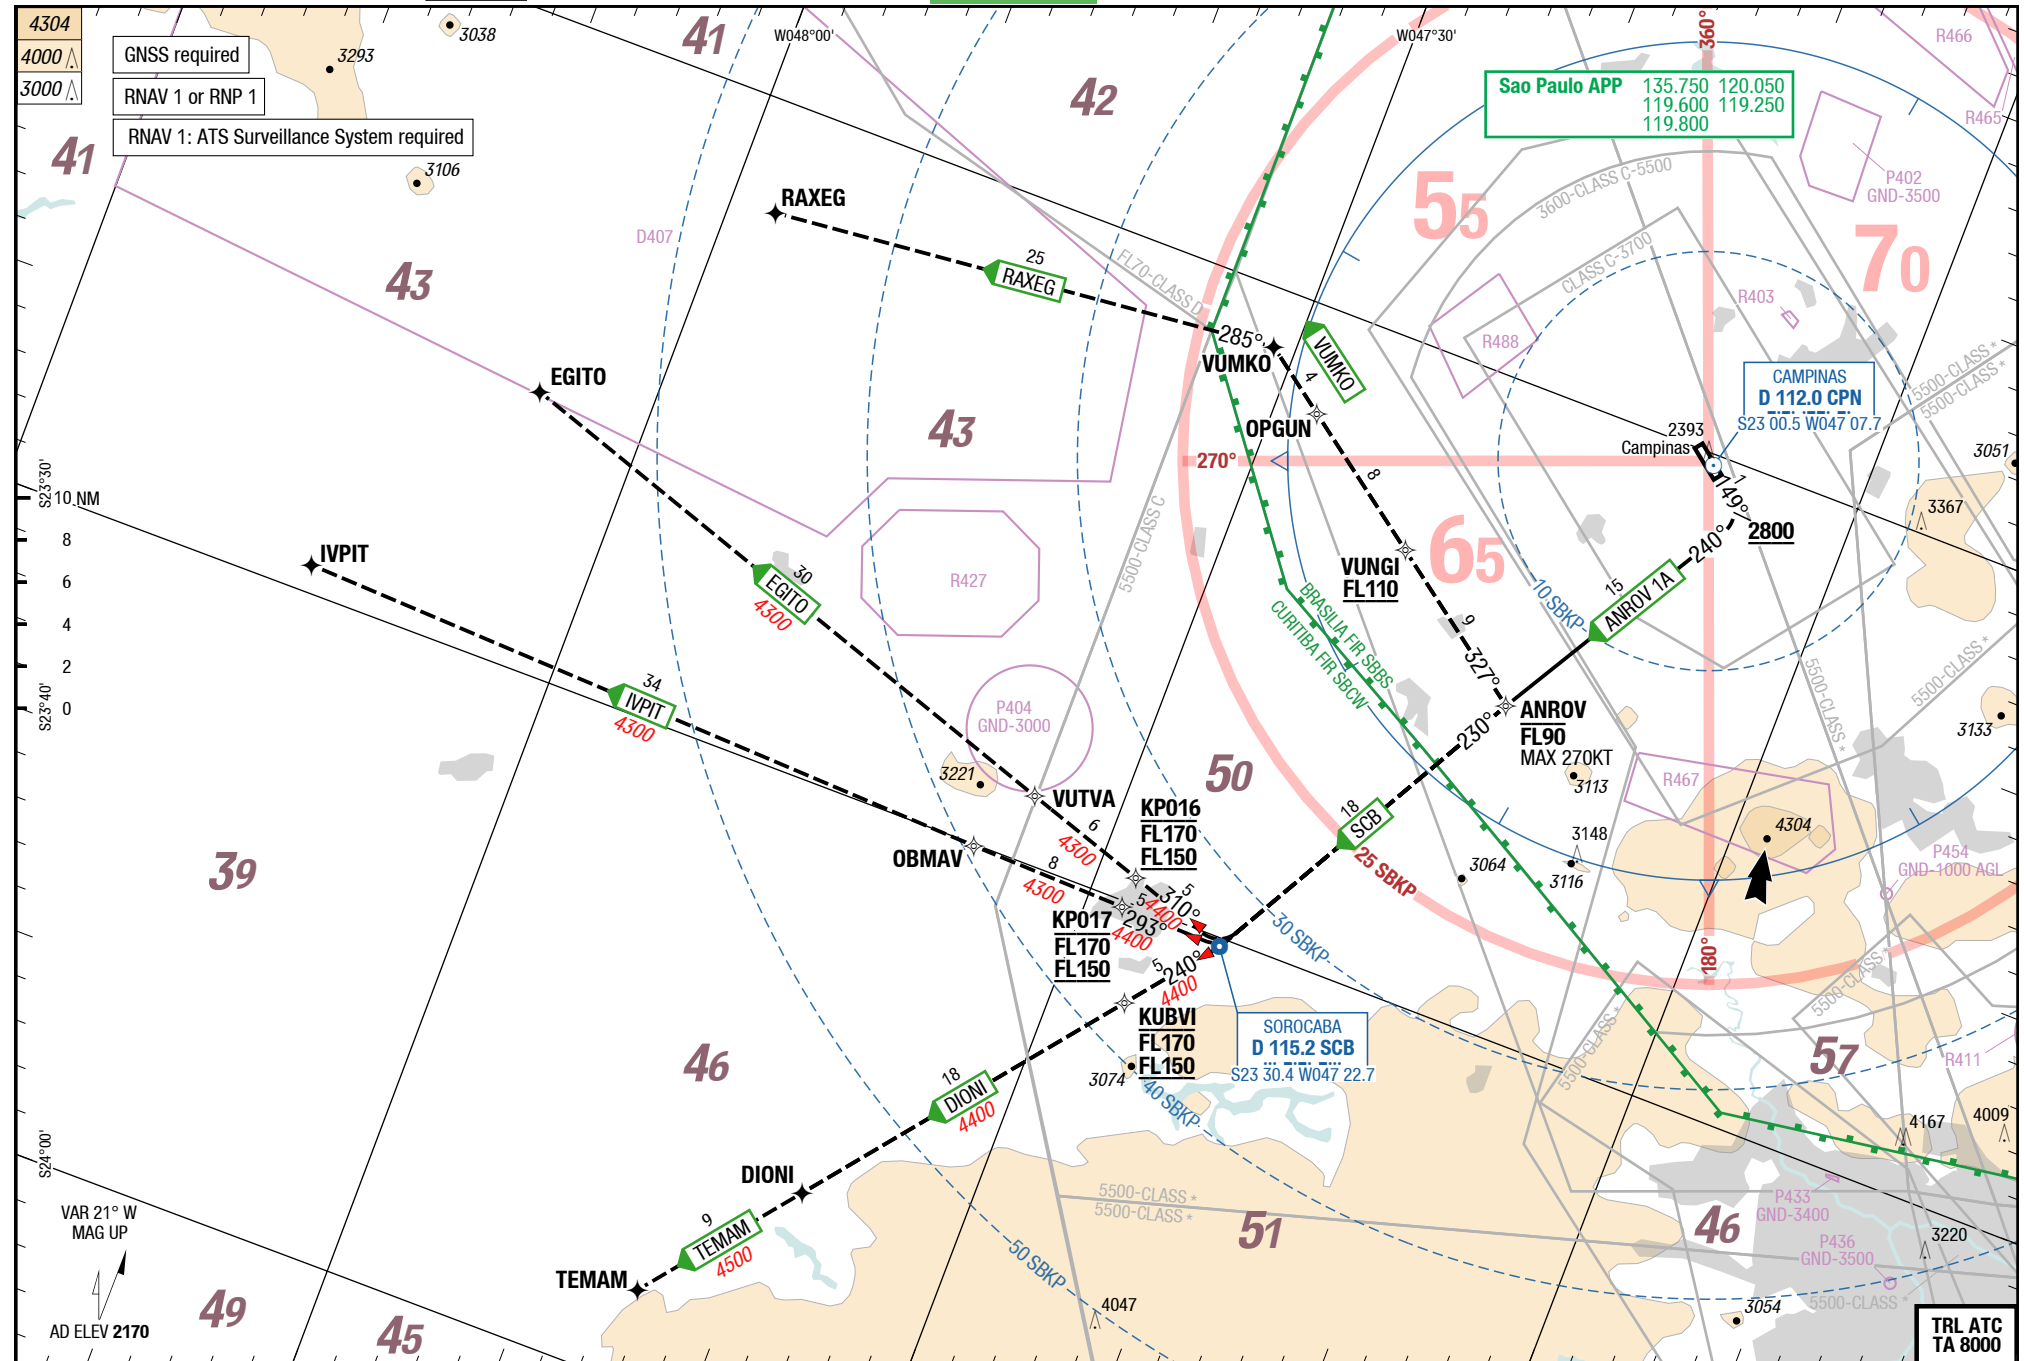 4304
4000
3000
GNSS required
RNAV 1 or RNP 1
RNAV 1: ATS Surveillance System required
3293
3038
3106
41
41
42
43
43
W048°00'
W047°30'
360°
Sao Paulo APP 135.750 120.050
119.600 119.250
119.800
R466
R465
P402
GND-3500
55
70
3600-CLASS C-5500
CLASS C-3700
FL70-CLASS D
D407
RAXEG
25
RAXEG
285°
VUMKO
VUMKO
4
OPGUN
R488
R403
5500-CLASS *
5500-CLASS *
CAMPINAS
D 112.0 CPN
S23 00.5 W047 07.7
2393
Campinas
1
149°
2800
240°
3051
3367
270°
8
EGITO
S23°30'
10 NM
8
6
4
2
0
S23°40'
IVPIT
30
EGITO
4300
R427
5500-CLASS C
VUNGI
FL110
65
9
327°
10 SBKP
15
ANROV 1A
BRASILIA FIR SBBS
CURITIBA FIR SBCW
34
IVPIT
4300
P404
GND-3000
3221
230°
ANROV
FL90
MAX 270KT
3113
R467
5500-CLASS *
5500-CLASS *
3133
4304
50
VUTVA
6
4300
KP016
FL170
FL150
18
SCB
25 SBKP
3064
3148
3116
P454
GND-1000 AGL
39
OBMAV
8
4300
5
310°
4400
5
293°
4400
KP017
FL170
FL150
5
240°
4400
30 SBKP
180°
5500-CLASS *
5500-CLASS *
KUBVI
FL170
FL150
3074
40 SBKP
SOROCABA
D 115.2 SCB
S23 30.4 W047 22.7
57
R411
46
18
DIONI
4400
4167
4009
S24°00'
DIONI
9
TEMAM
4500
TEMAM
5500-CLASS *
5500-CLASS *
51
50 SBKP
4047
P433
GND-3400
46
P436
GND-3500
3220
5500-CLASS *
3054
VAR 21° W
MAG UP
AD ELEV 2170
49
45
TRL ATC
TA 8000